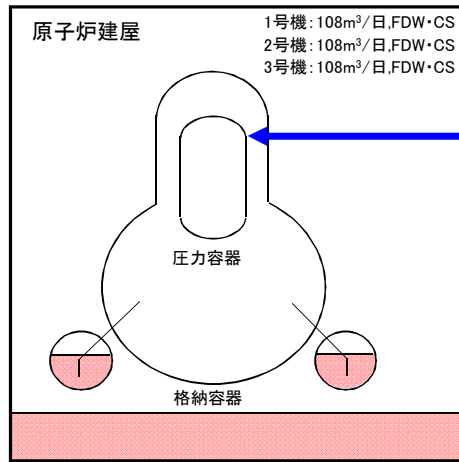 原子炉建屋
1号機：108m³/日,FDW・CS
2号機：108m³/日,FDW・CS
3号機：108m³/日,FDW・CS
圧力容器
格納容器